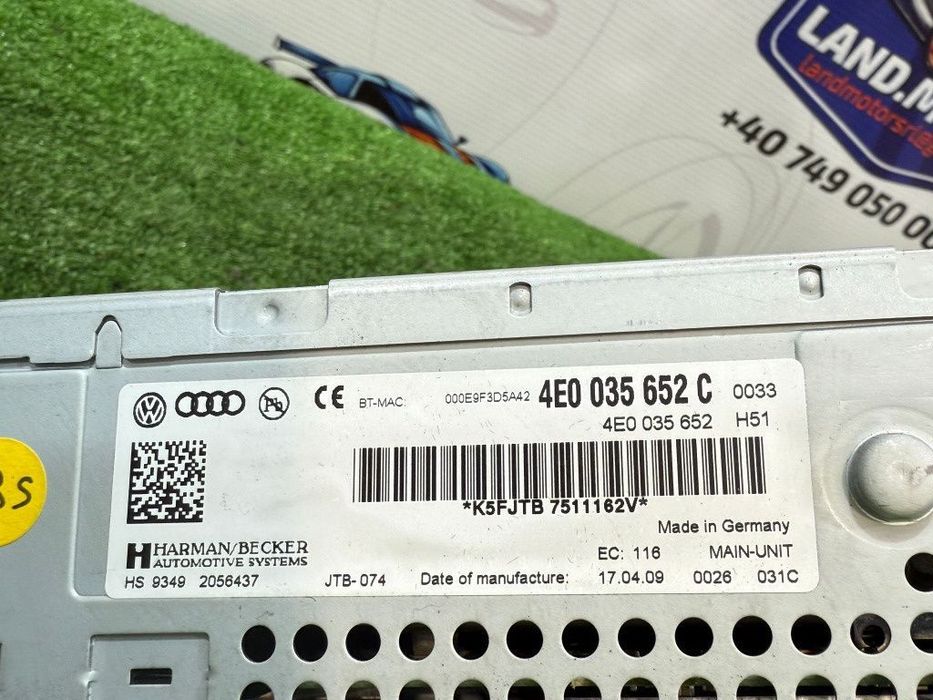 LAND.M
landmotorsrl
+40 749 050 0
8s
CE BT-MAC: 000E9F3D5A42 4E0 035 652 C 0033
4E0 035 652 H51
*K5FJTB 7511162V*
Made in Germany
HARMAN/BECKER
AUTOMOTIVE SYSTEMS
EC: 116 MAIN-UNIT
HS 9349 2056437 JTB-074 Date of manufacture: 17.04.09 0026 031C